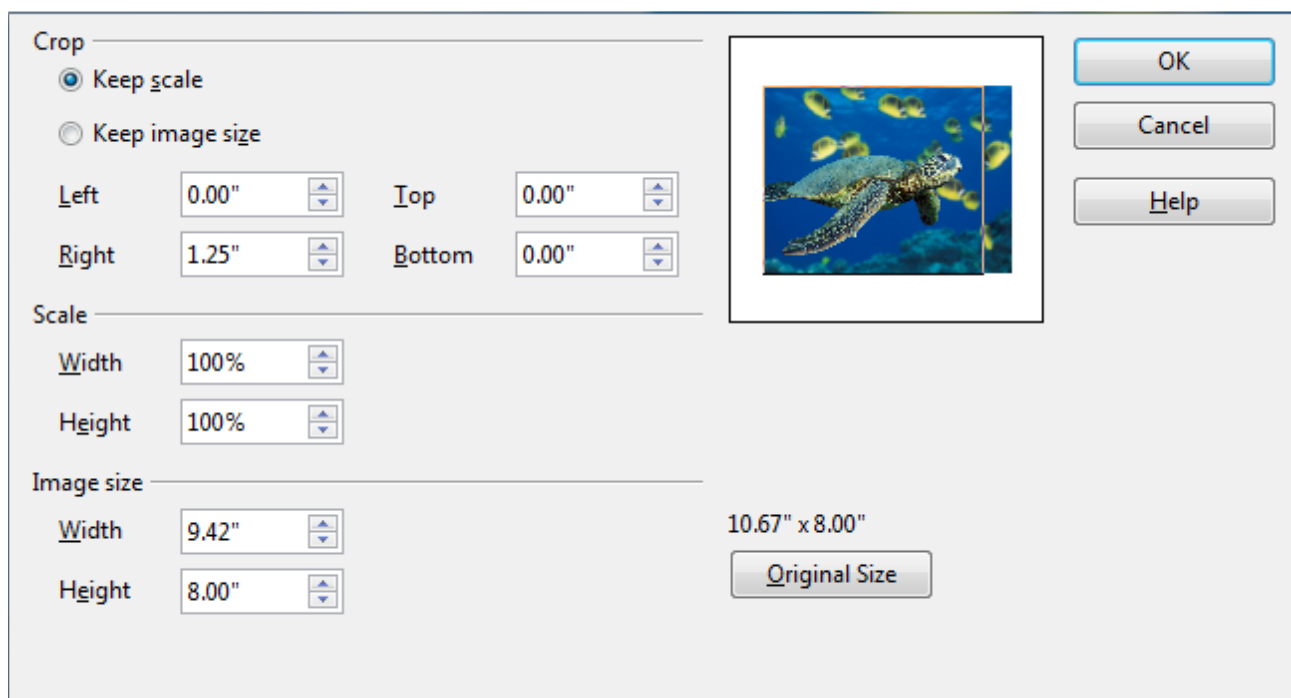 Crop
Keep scale
Keep image size
Left 0.00" Top 0.00"
Right 1.25" Bottom 0.00"
Scale
Width 100%
Height 100%
Image size
Width 9.42"
Height 8.00"
10.67" x 8.00"
Original Size
OK
Cancel
Help